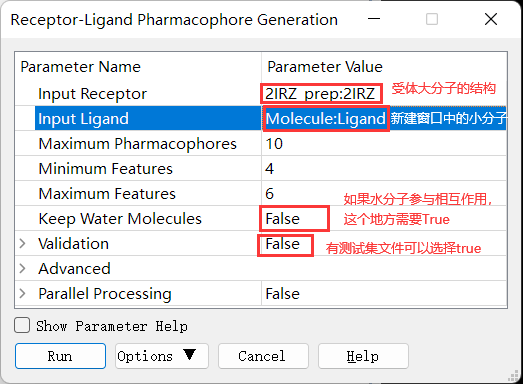 Receptor-Ligand Pharmacophore Generation
Parameter Name Parameter Value
Input Receptor 2IRZ_prep:2IRZ 受体大分子的结构
Input Ligand Molecule:Ligand 新建窗口中的小分子
Maximum Pharmacophores 10
Minimum Features 4
Maximum Features 6
如果水分子参与相互作用,
Keep Water Molecules False 这个地方需要True
Validation False 有测试集文件可以选择true
Advanced
Parallel Processing False
Show Parameter Help
Run Options ▼ Cancel Help